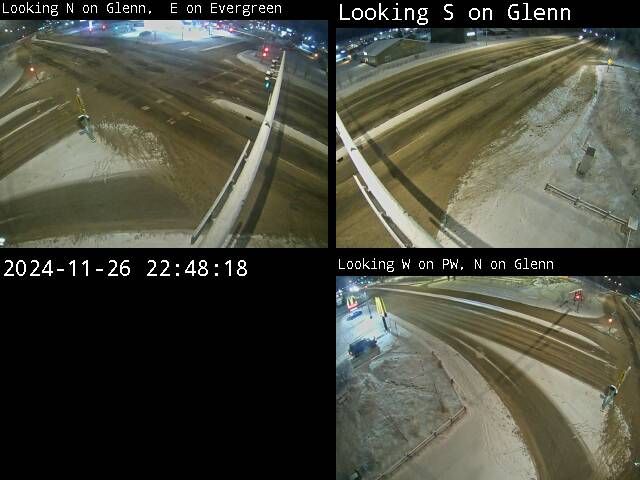 Looking N on Glenn,  E on Evergreen
Looking S on Glenn
2024-11-26 22:48:18
Looking W on PW, N on Glenn